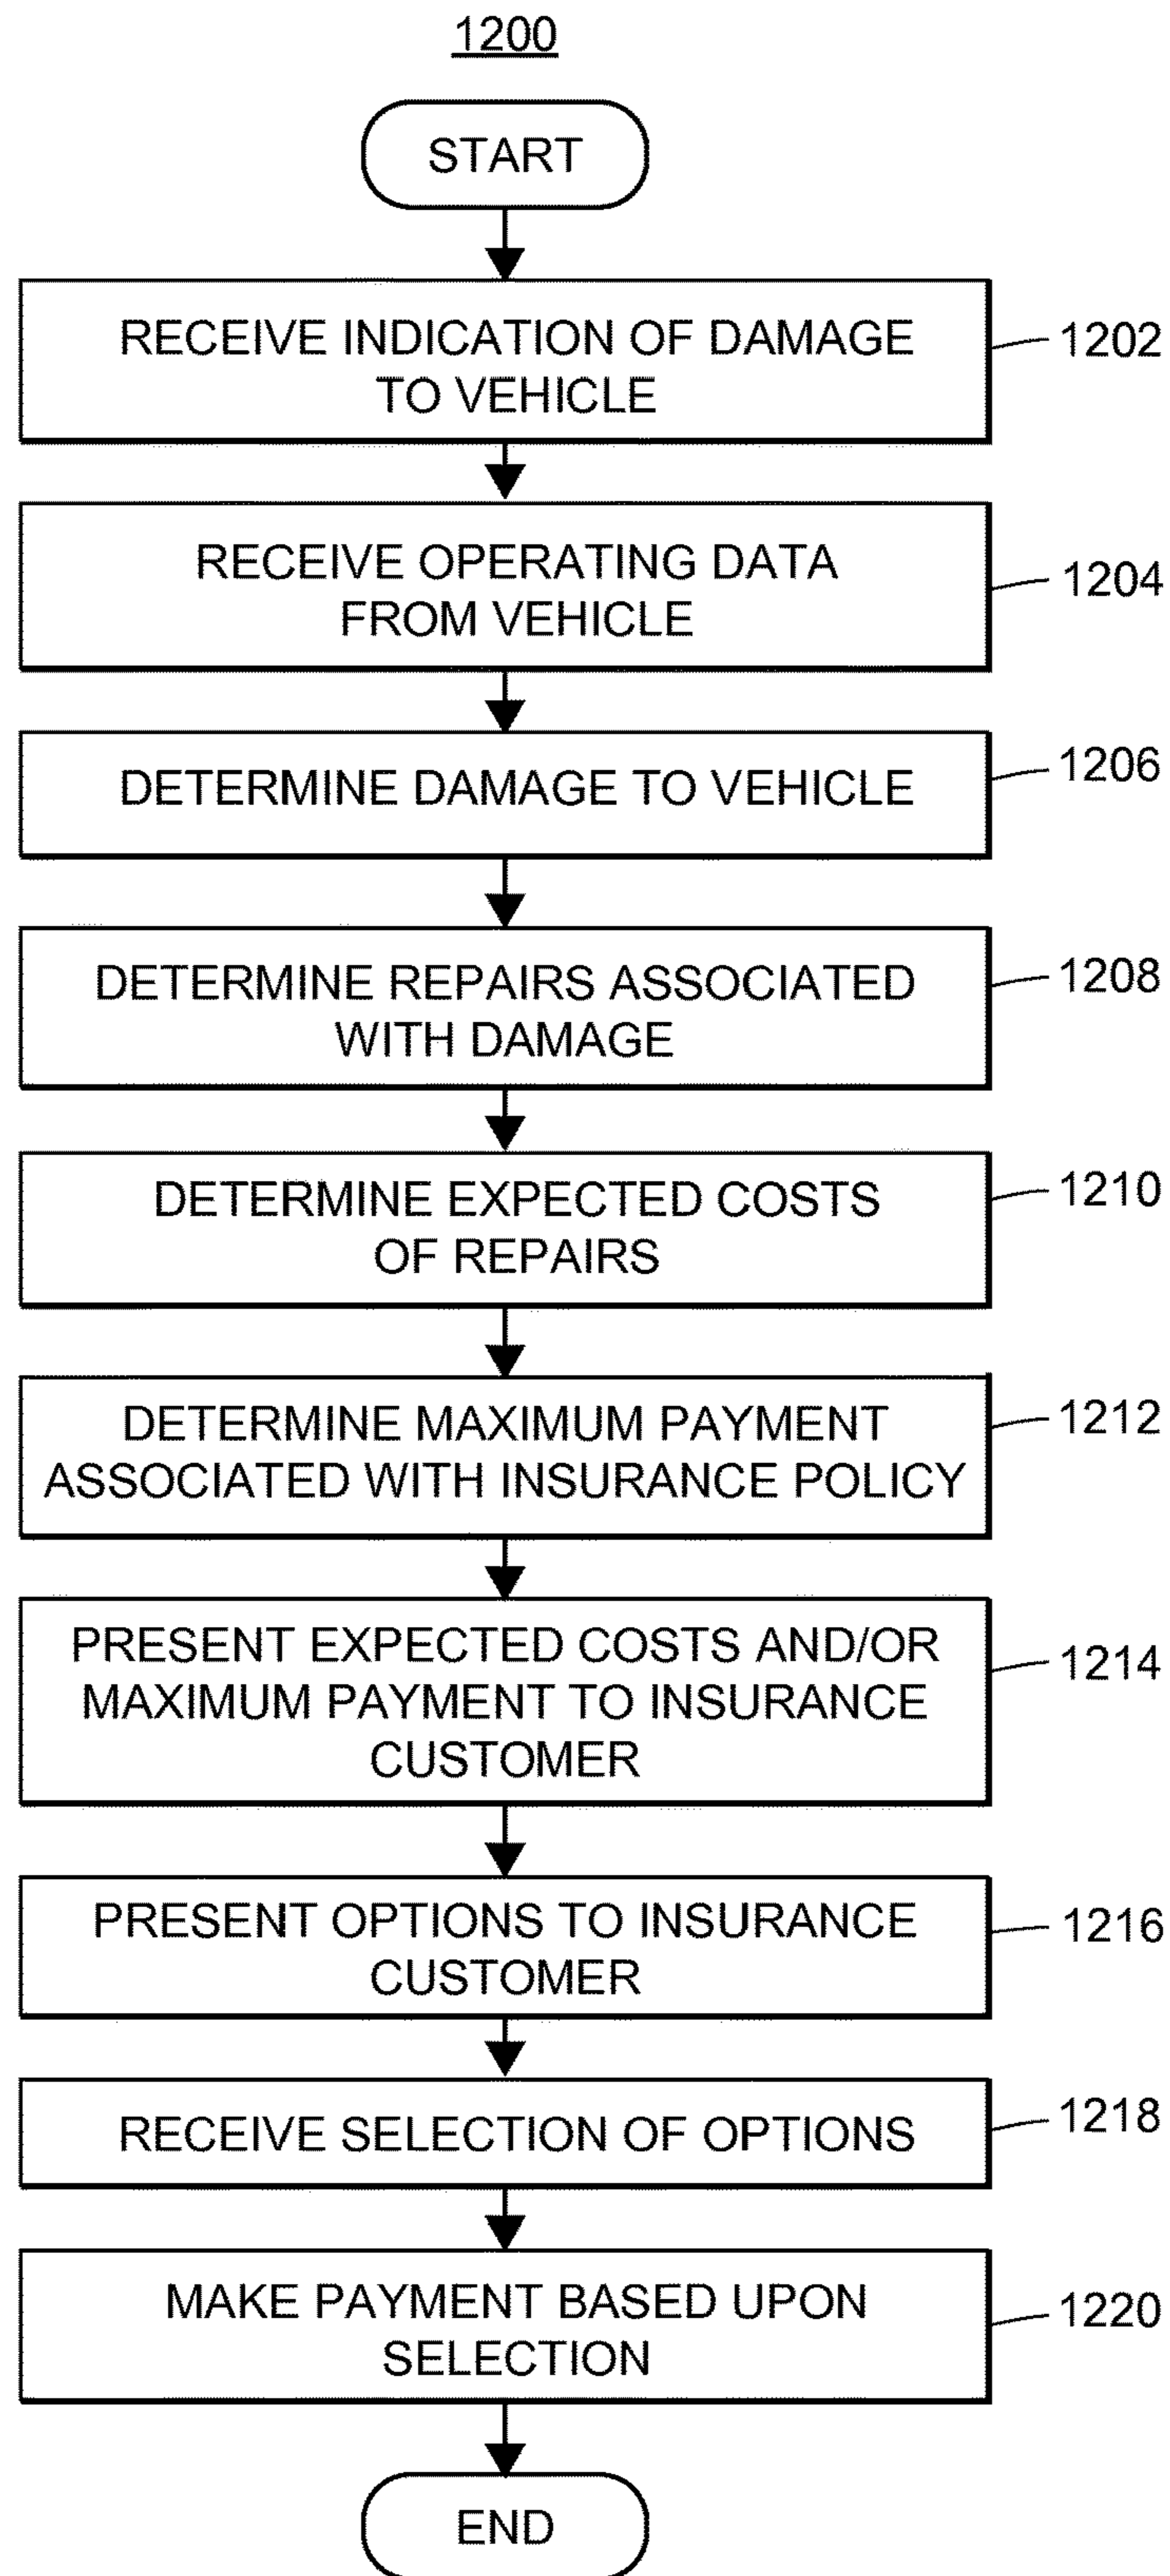 1200
START
RECEIVE INDICATION OF DAMAGE
TO VEHICLE
1202
RECEIVE OPERATING DATA
FROM VEHICLE
1204
DETERMINE DAMAGE TO VEHICLE
1206
DETERMINE REPAIRS ASSOCIATED
WITH DAMAGE
1208
DETERMINE EXPECTED COSTS
OF REPAIRS
1210
DETERMINE MAXIMUM PAYMENT
ASSOCIATED WITH INSURANCE POLICY
1212
PRESENT EXPECTED COSTS AND/OR
MAXIMUM PAYMENT TO INSURANCE
CUSTOMER
1214
PRESENT OPTIONS TO INSURANCE
CUSTOMER
1216
RECEIVE SELECTION OF OPTIONS
1218
MAKE PAYMENT BASED UPON
SELECTION
1220
END